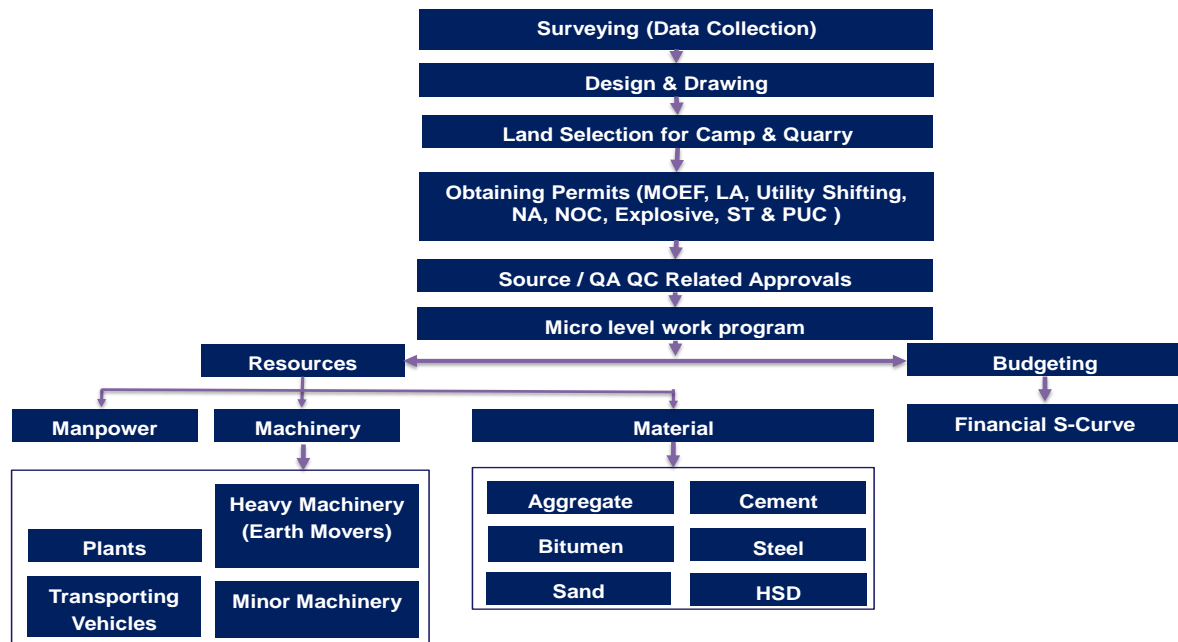 Surveying (Data Collection)
Design & Drawing
Land Selection for Camp & Quarry
Obtaining Permits (MOEF, LA, Utility Shifting,
NA, NOC, Explosive, ST & PUC )
Source / QA QC Related Approvals
Micro level work program
Resources
Budgeting
Manpower
Machinery
Material
Financial S-Curve
Plants
Heavy Machinery
(Earth Movers)
Transporting
Vehicles
Minor Machinery
Aggregate
Cement
Bitumen
Steel
Sand
HSD